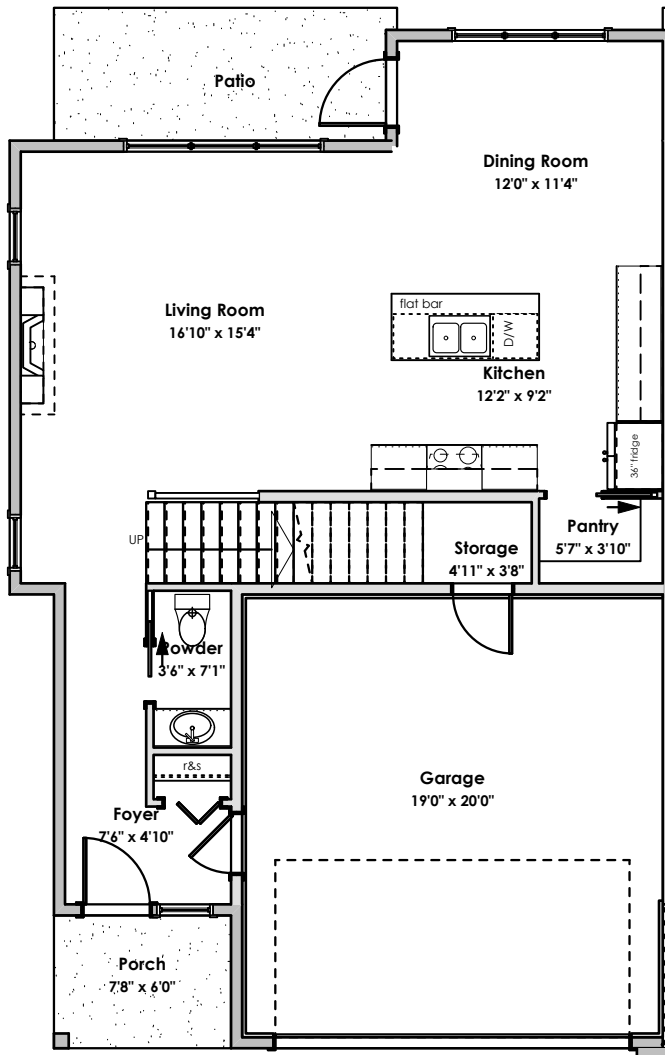 Patio
Dining Room
12'0" x 11'4"
Living Room
16'10" x 15'4"
flat bar
D/W
Kitchen
12'2" x 9'2"
36" fridge
UP
Storage
4'11" x 3'8"
Pantry
5'7" x 3'10"
Powder
3'6" x 7'1"
r&s
Foyer
7'6" x 4'10"
Garage
19'0" x 20'0"
Porch
7'8" x 6'0"